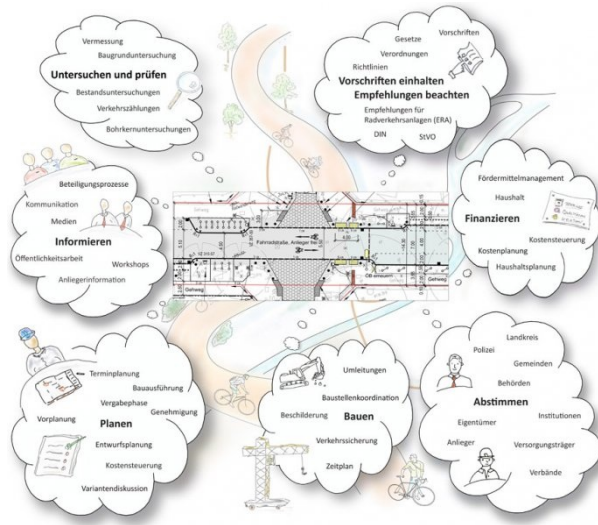 Vermessung
Baugrunduntersuchung
Untersuchen und prüfen
Bestandsuntersuchungen
Verkehrszählungen
Bohrkernuntersuchungen
Gesetze
Vorschriften
Verordnungen
Richtlinien
Vorschriften einhalten
Empfehlungen beachten
Empfehlungen für
Radverkehrsanlagen (ERA)
DIN
StVO
Beteiligungsprozesse
Kommunikation
Medien
Informieren
Öffentlichkeitsarbeit
Workshops
Anliegerinformation
Fahrradstraße, Anlieger frei
Gehweg
Gehweg
Fördermittelmanagement
Haushalt
Finanzieren
Kostensteuerung
Kostenplanung
Haushaltsplanung
Terminplanung
Bauausführung
Vergabephase
Genehmigung
Vorplanung
Planen
Entwurfsplanung
Kostensteuerung
Variantendiskussion
Umleitungen
Baustellenkoordination
Beschilderung
Bauen
Verkehrssicherung
Zeitplan
Landkreis
Polizei
Gemeinden
Behörden
Abstimmen
Institutionen
Eigentümer
Anlieger
Versorgungsträger
Verbände